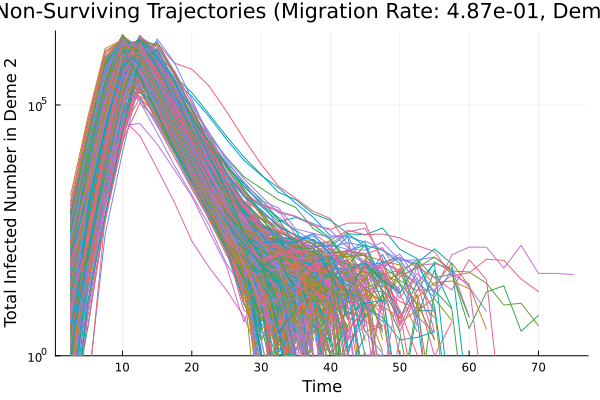 Non-Surviving Trajectories (Migration Rate: 4.87e-01, Dem
Total Infected Number in Deme 2
10^5
10^0
10 20 30 40 50 60 70
Time